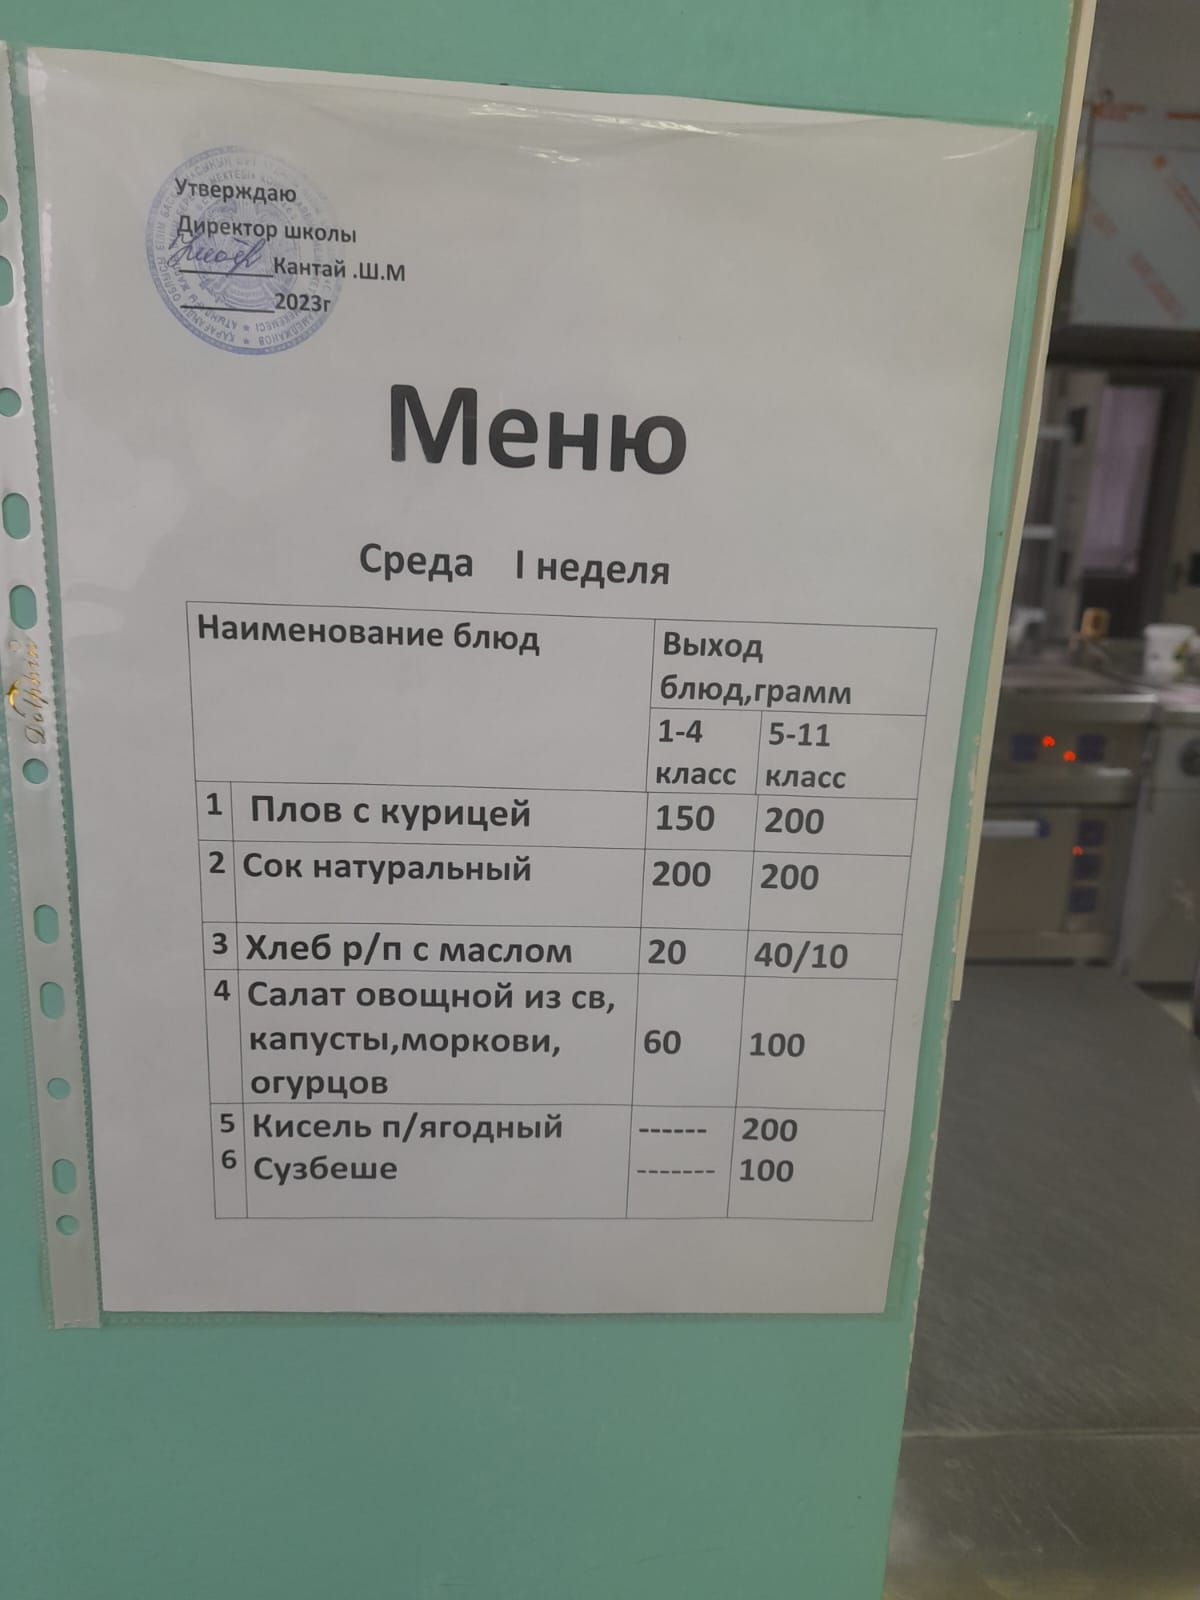 Утверждаю
Директор школы
Кантай .Ш.М
2023г
Меню
Среда I неделя
Наименование блюд Выход блюд,грамм
1-4 класс 5-11 класс
1 Плов с курицей 150 200
2 Сок натуральный 200 200
3 Хлеб р/п с маслом 20 40/10
4 Салат овощной из св,
капусты,моркови, 60 100
огурцов
5 Кисель п/ягодный ------ 200
6 Сузбеше ------- 100
Dolphin